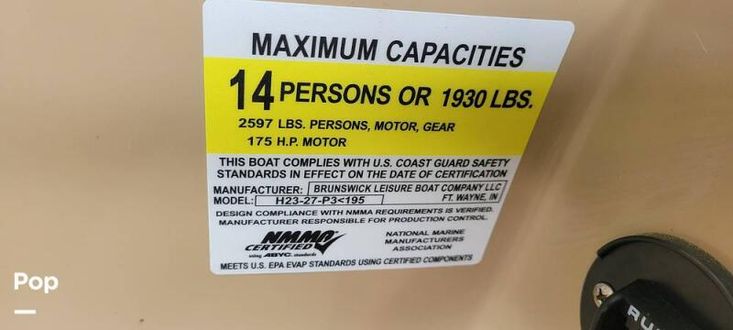 MAXIMUM CAPACITIES
14 PERSONS OR 1930 LBS.
2597 LBS. PERSONS, MOTOR, GEAR
175 H.P. MOTOR
THIS BOAT COMPLIES WITH U.S. COAST GUARD SAFETY
STANDARDS IN EFFECT ON THE DATE OF CERTIFICATION
MANUFACTURER: BRUNSWICK LEISURE BOAT COMPANY LLC
MODEL: H23-27-P3<195 FT. WAYNE, IN
DESIGN COMPLIANCE WITH NMMA REQUIREMENTS IS VERIFIED.
MANUFACTURER RESPONSIBLE FOR PRODUCTION CONTROL.
NMMA
CERTIFIED
using ABYC standards
NATIONAL MARINE
MANUFACTURERS
ASSOCIATION
MEETS U.S. EPA EVAP STANDARDS USING CERTIFIED COMPONENTS
Pop